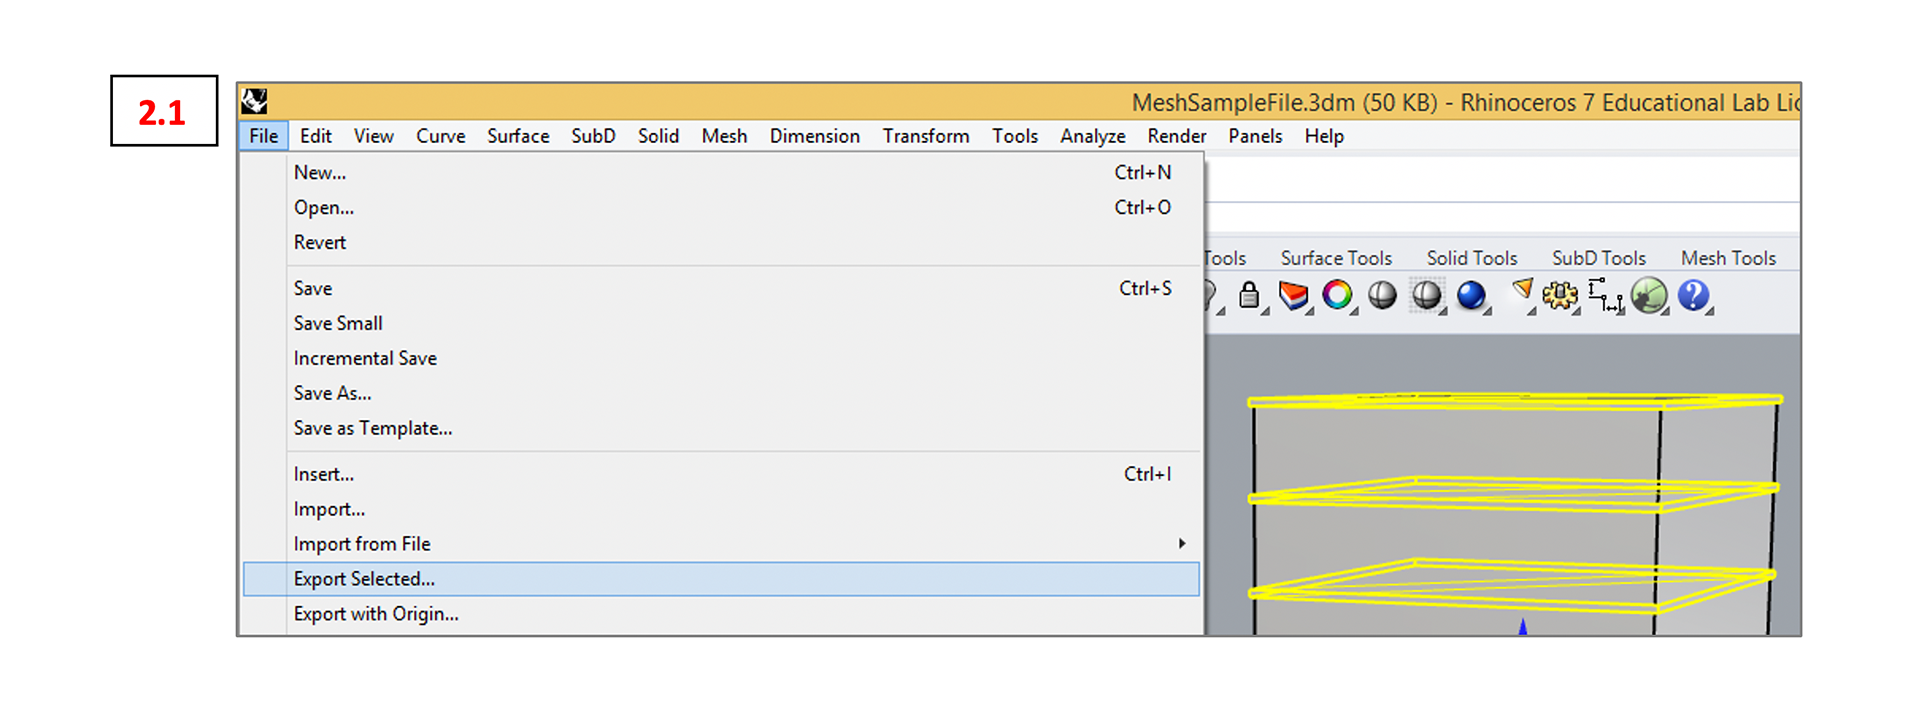 2.1
MeshSampleFile.3dm (50 KB) - Rhinoceros 7 Educational Lab
File Edit View Curve Surface SubD Solid Mesh Dimension Transform Tools Analyze Render Panels Help
New... Ctrl+N
Open... Ctrl+O
Revert
Save Ctrl+S
Save Small
Incremental Save
Save As...
Save as Template...
Insert... Ctrl+I
Import...
Import from File
Export Selected...
Export with Origin...
Tools Surface Tools Solid Tools SubD Tools Mesh Tools
?